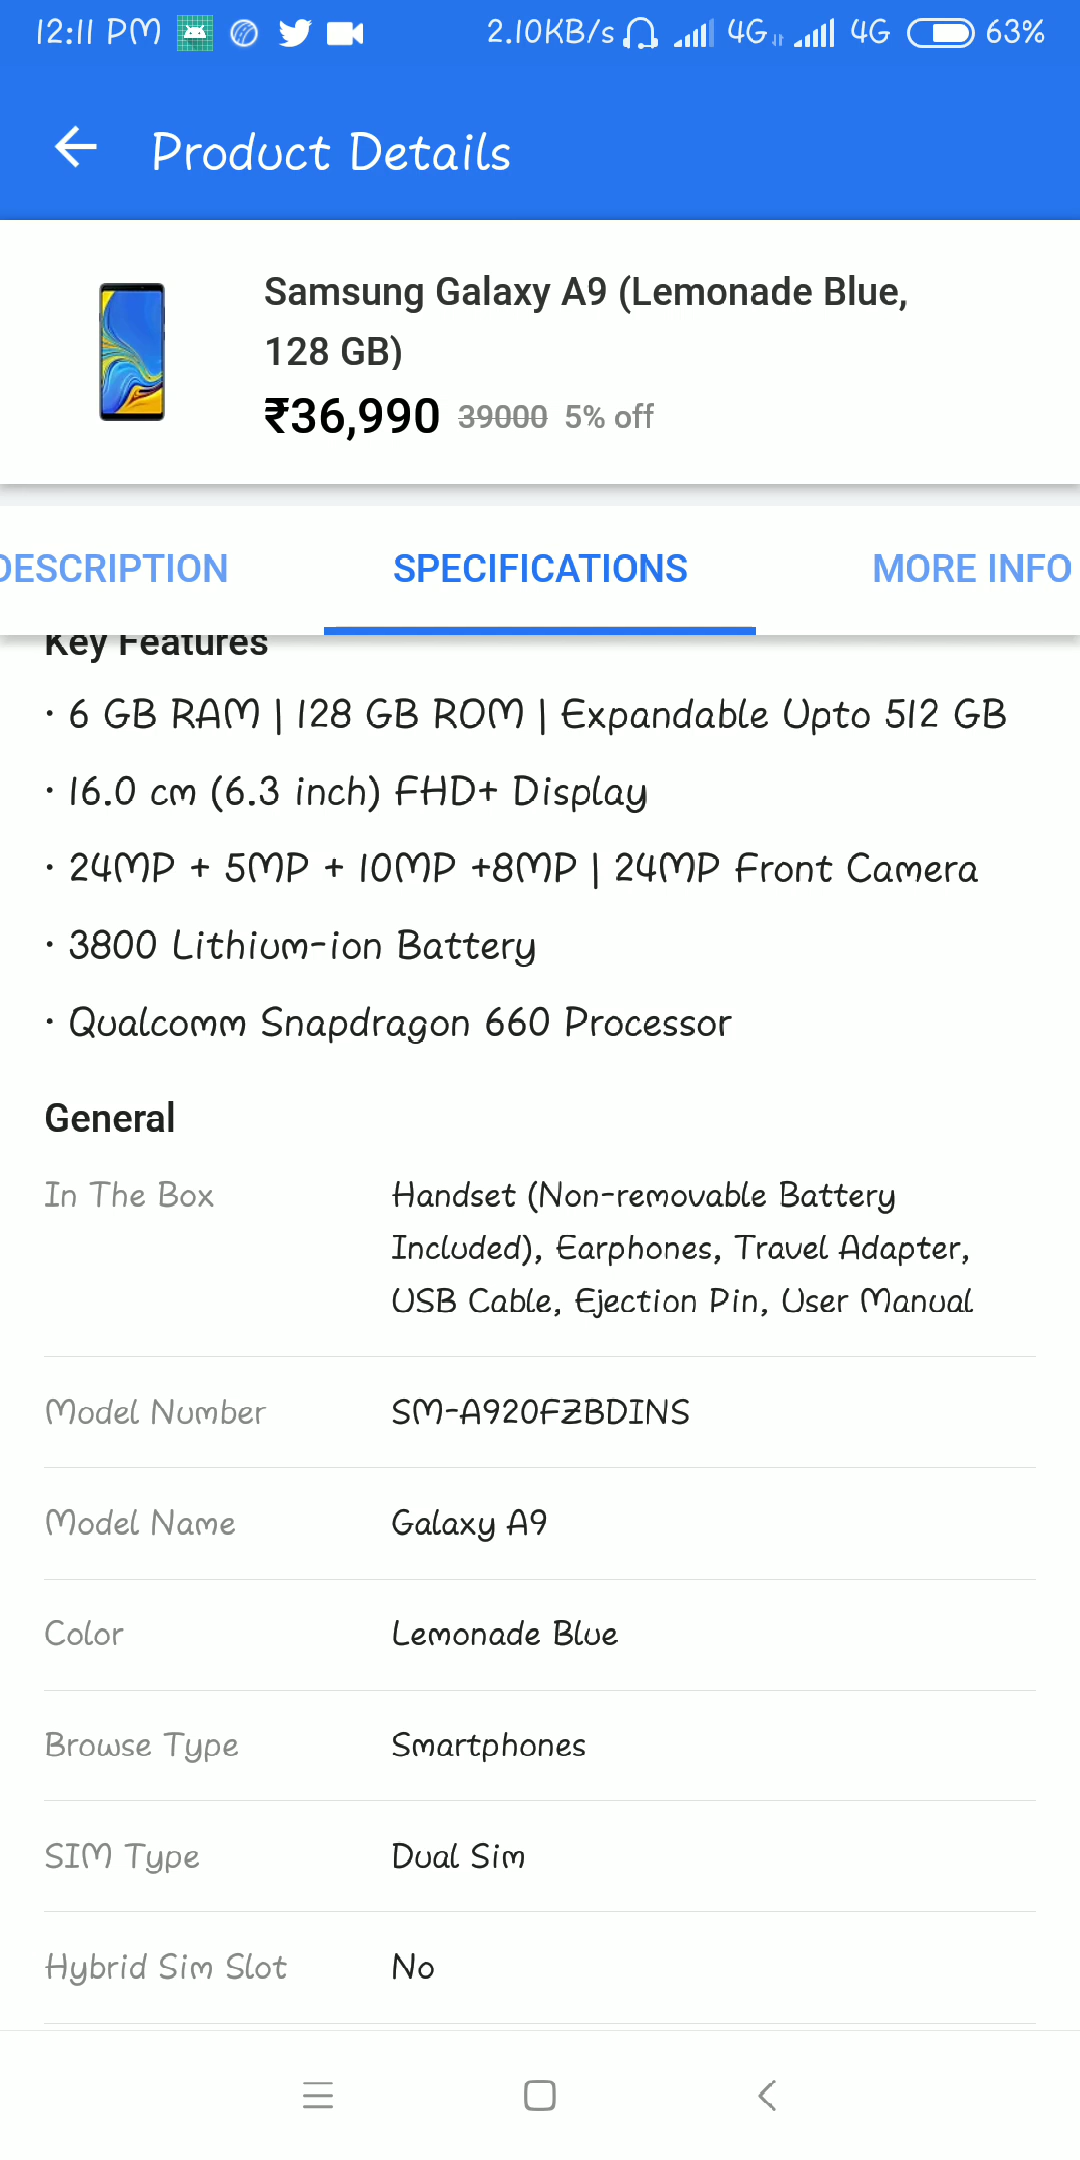 12:11 PM 2.10KB/s 4G 4G 63%
Product Details
Samsung Galaxy A9 (Lemonade Blue,
128 GB)
₹36,990 39000 5% off
DESCRIPTION SPECIFICATIONS MORE INFO
Key Features
· 6 GB RAM | 128 GB ROM | Expandable Upto 512 GB
· 16.0 cm (6.3 inch) FHD+ Display
· 24MP + 5MP + 10MP +8MP | 24MP Front Camera
· 3800 Lithium-ion Battery
· Qualcomm Snapdragon 660 Processor
General
In The Box Handset (Non-removable Battery
Included), Earphones, Travel Adapter,
USB Cable, Ejection Pin, User Manual
Model Number SM-A920FZBDINS
Model Name Galaxy A9
Color Lemonade Blue
Browse Type Smartphones
SIM Type Dual Sim
Hybrid Sim Slot No